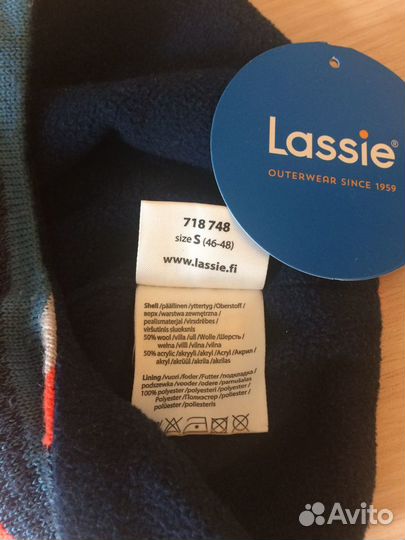 Lassie®
OUTERWEAR SINCE 1959
718 748
size S (46-48)
www.lassie.fi
Shell / päällinen / yttertyg / Oberstoff /
верх / warstwa zewnętrzna /
pealismaterjal / virsdrēbes /
viršutinis sluoksnis
50% wool / villa / ull / Wolle / Шерсть /
wełna / villi / vilna / vilna
50% acrylic / akryyli / akryl / Acryl / Акрил /
akryl / akrüül / akrila / akrilas
Lining / vuori / foder / Futter / подкладка /
podszewka / vooder / odere / pamušalas
100% polyester / polyesteri / polyester /
Polyester / Полиэстер / poliester /
polüester / poliesteris
Avito